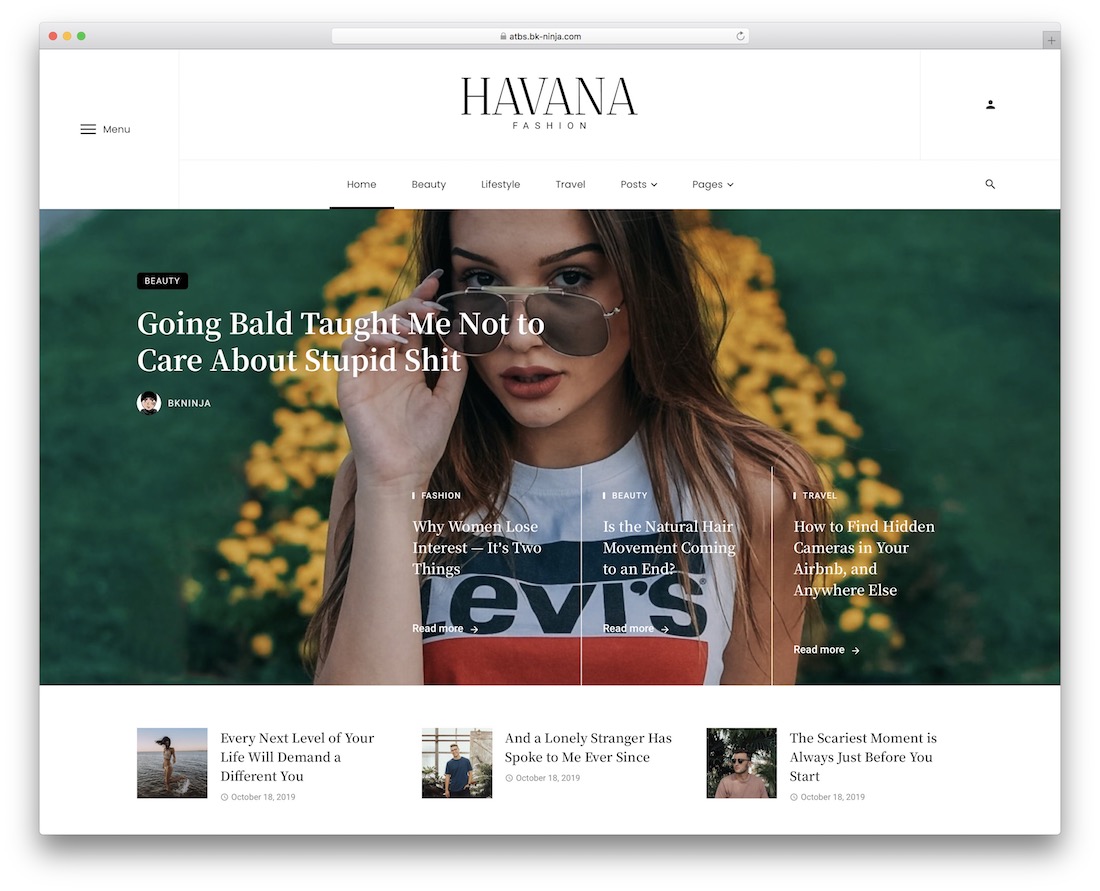 atbs.bk-ninja.com
HAVANA
FASHION
Menu
Home Beauty Lifestyle Travel Posts Pages
BEAUTY
Going Bald Taught Me Not to
Care About Stupid Shit
BKNINJA
FASHION
Why Women Lose
Interest — It's Two
Things
Read more
BEAUTY
Is the Natural Hair
Movement Coming
to an End?
Read more
TRAVEL
How to Find Hidden
Cameras in Your
Airbnb, and
Anywhere Else
Read more
Levi's®
Every Next Level of Your
Life Will Demand a
Different You
October 18, 2019
And a Lonely Stranger Has
Spoke to Me Ever Since
October 18, 2019
The Scariest Moment is
Always Just Before You
Start
October 18, 2019